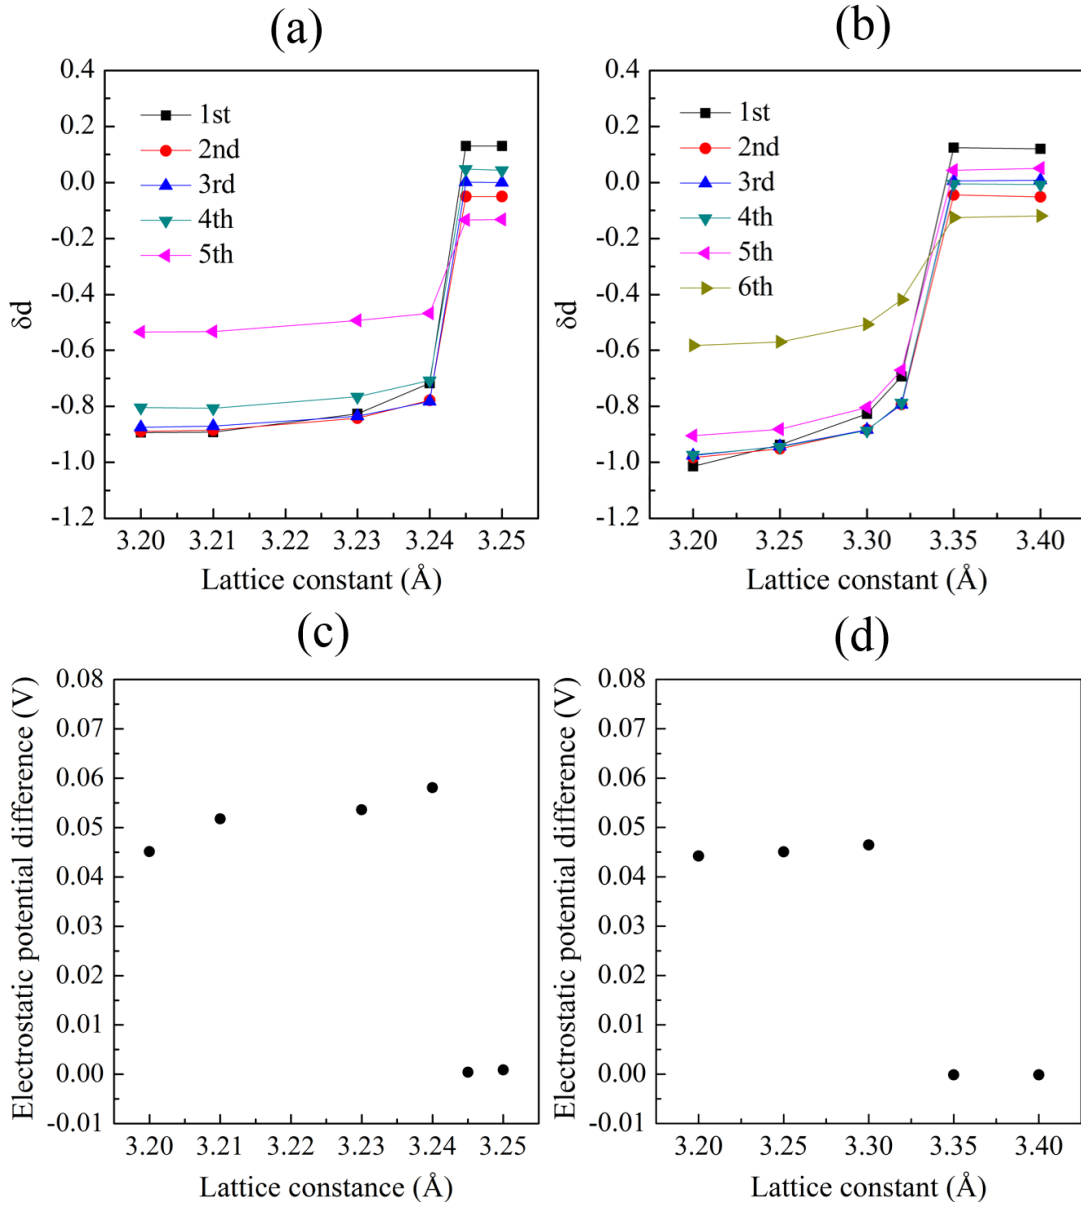 (a)
0.4
0.2
0.0
-0.2
-0.4
-0.6
-0.8
-1.0
-1.2
δd
1st
2nd
3rd
4th
5th
3.20 3.21 3.22 3.23 3.24 3.25
Lattice constant (Å)
(b)
0.4
0.2
0.0
-0.2
-0.4
-0.6
-0.8
-1.0
-1.2
δd
1st
2nd
3rd
4th
5th
6th
3.20 3.25 3.30 3.35 3.40
Lattice constant (Å)
(c)
0.08
0.07
0.06
0.05
0.04
0.03
0.02
0.01
0.00
-0.01
Electrostatic potential difference (V)
3.20 3.21 3.22 3.23 3.24 3.25
Lattice constance (Å)
(d)
0.08
0.07
0.06
0.05
0.04
0.03
0.02
0.01
0.00
-0.01
Electrostatic potential difference (V)
3.20 3.25 3.30 3.35 3.40
Lattice constant (Å)